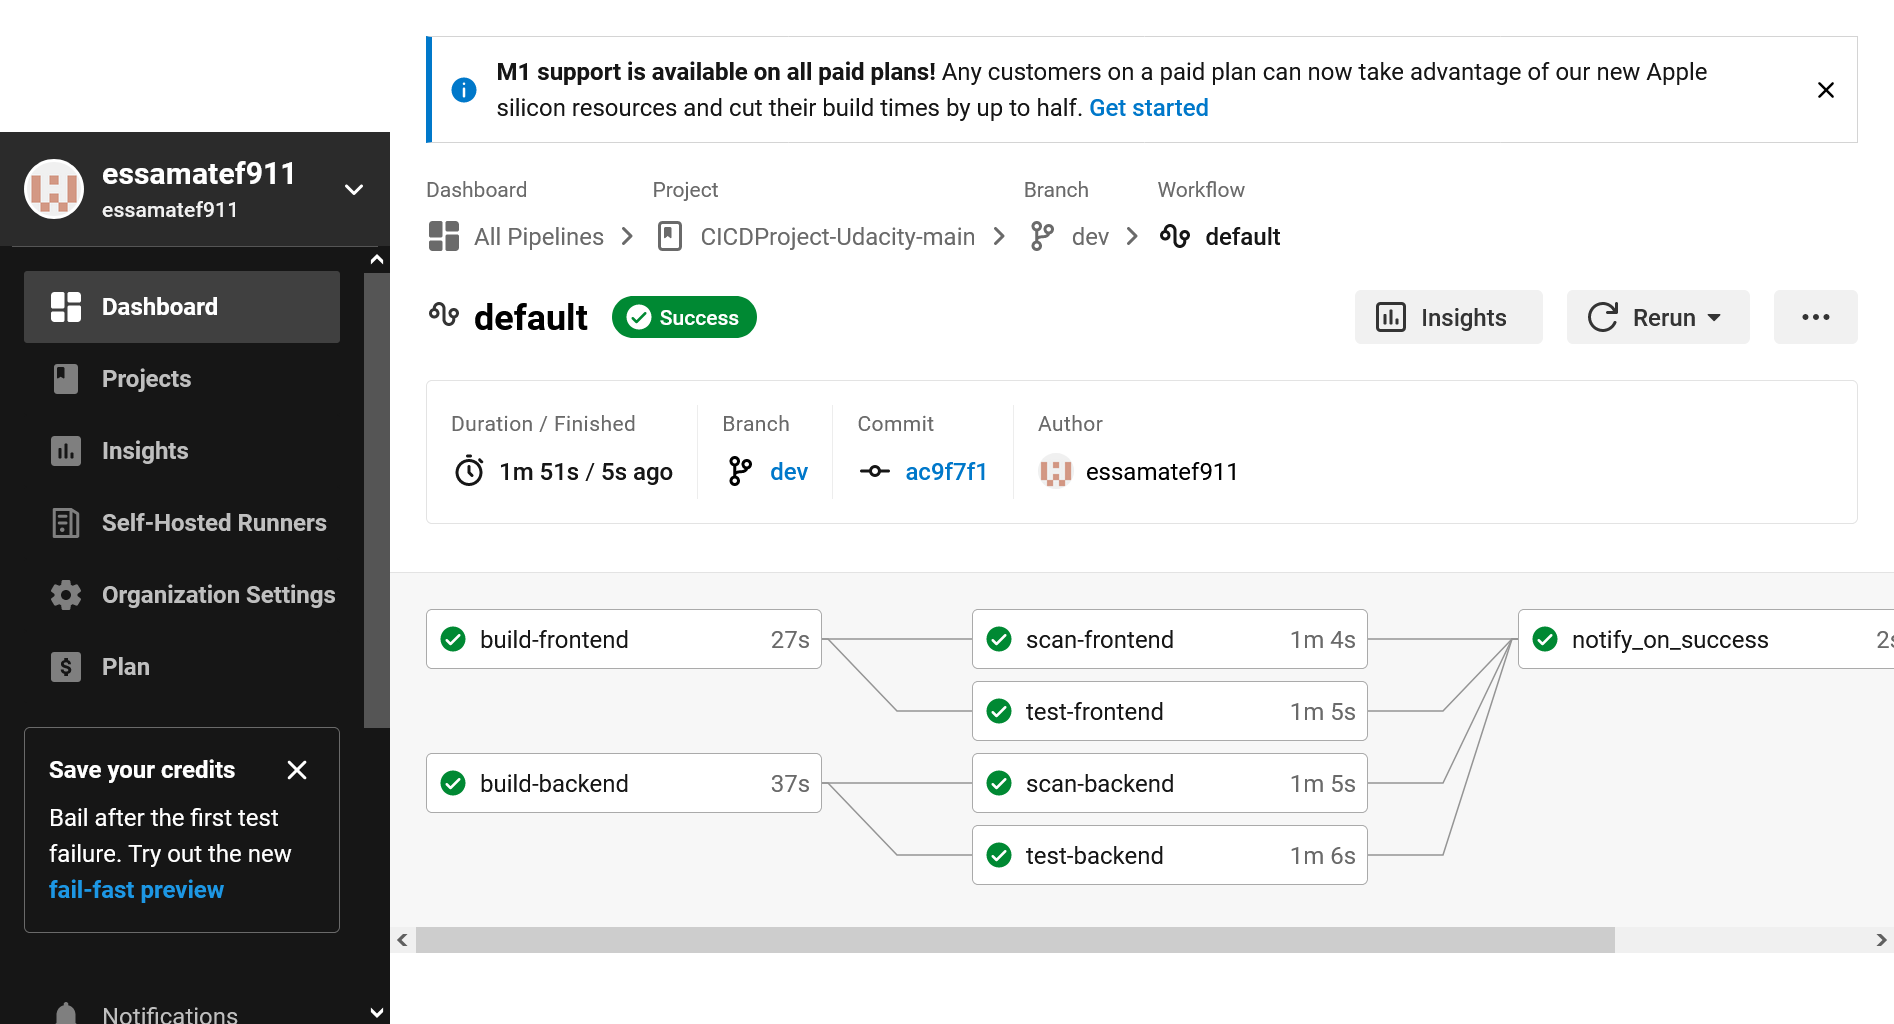 M1 support is available on all paid plans! Any customers on a paid plan can now take advantage of our new Apple
silicon resources and cut their build times by up to half. Get started
essamatef911
essamatef911
Dashboard
Projects
Insights
Self-Hosted Runners
Organization Settings
Plan
Save your credits
Bail after the first test
failure. Try out the new
fail-fast preview
Notifications
Dashboard Project Branch Workflow
All Pipelines CICDProject-Udacity-main dev default
default Success Insights Rerun
Duration / Finished Branch Commit Author
1m 51s / 5s ago dev ac9f7f1 essamatef911
build-frontend 27s scan-frontend 1m 4s notify_on_success 2s
test-frontend 1m 5s
build-backend 37s scan-backend 1m 5s
test-backend 1m 6s